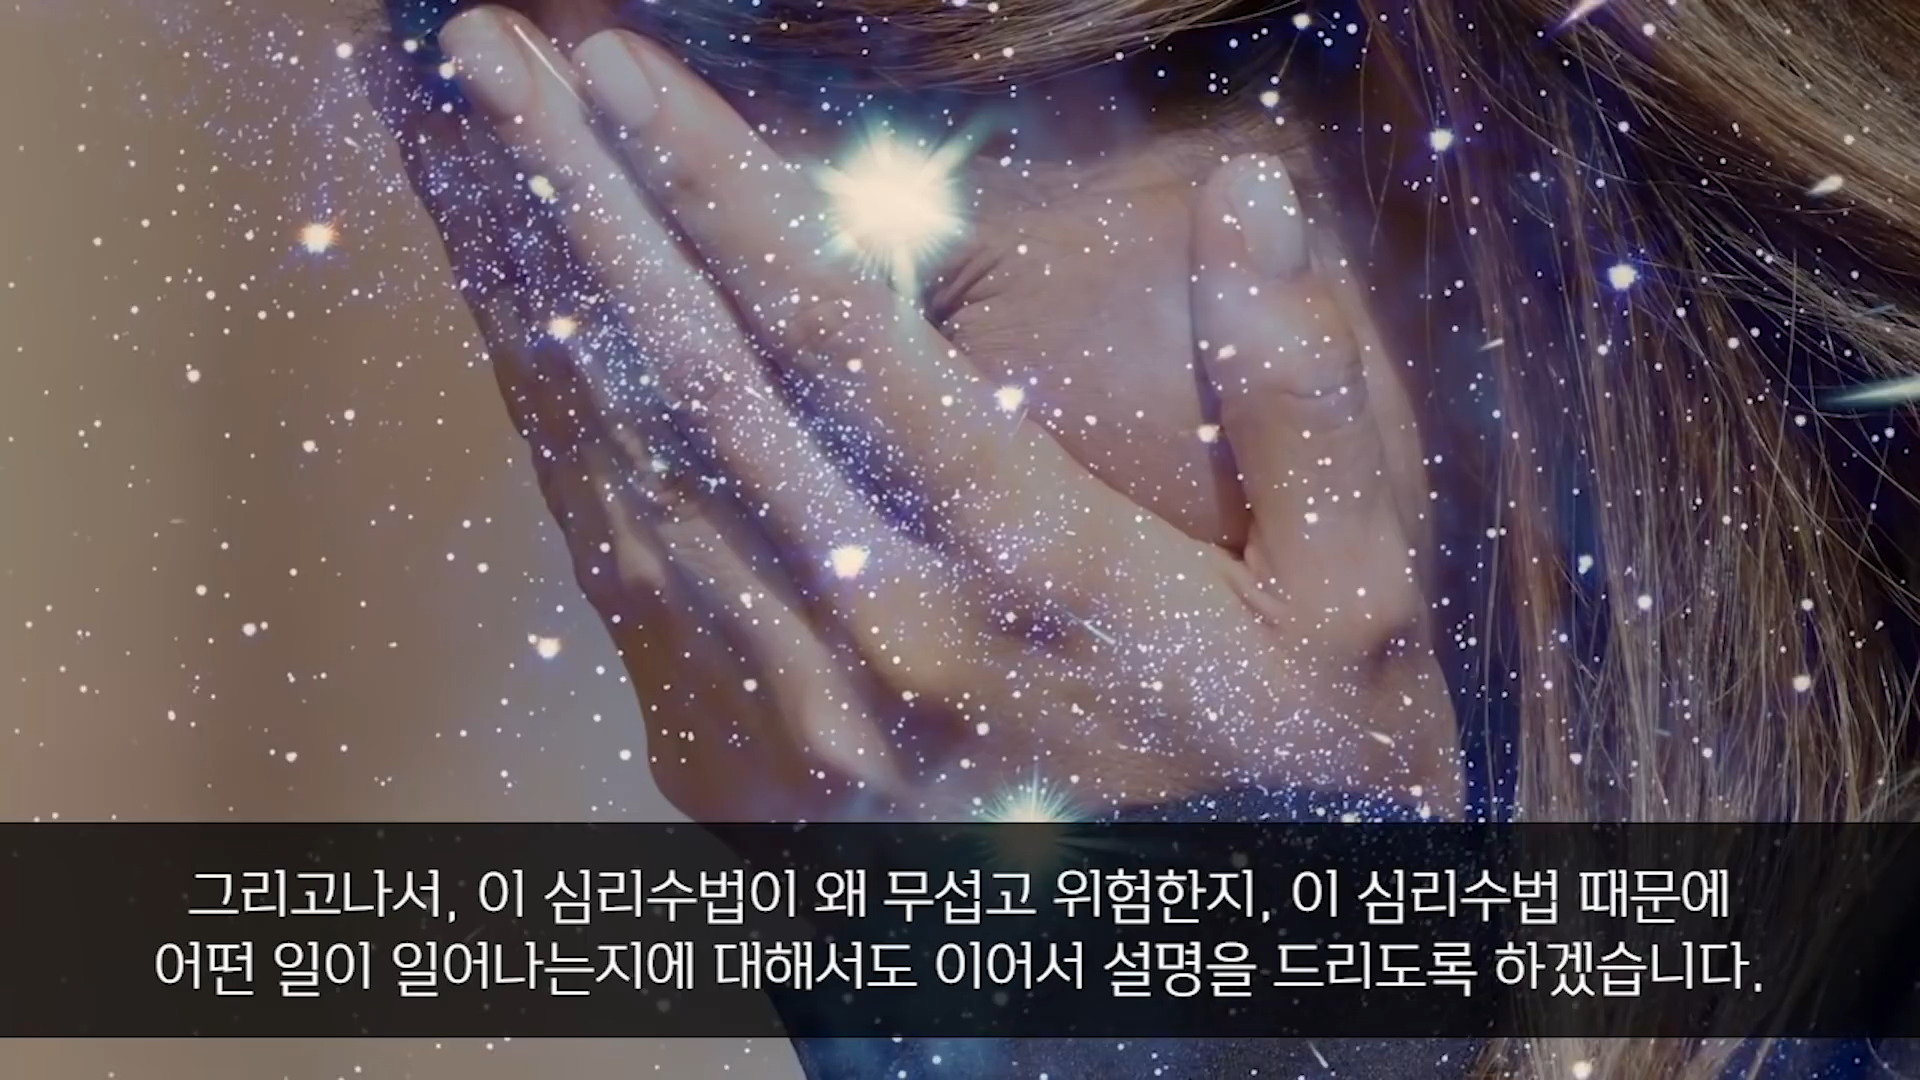 그리고나서, 이 심리수법이 왜 무섭고 위험한지, 이 심리수법 때문에
어떤 일이 일어나는지에 대해서도 이어서 설명을 드리도록 하겠습니다.